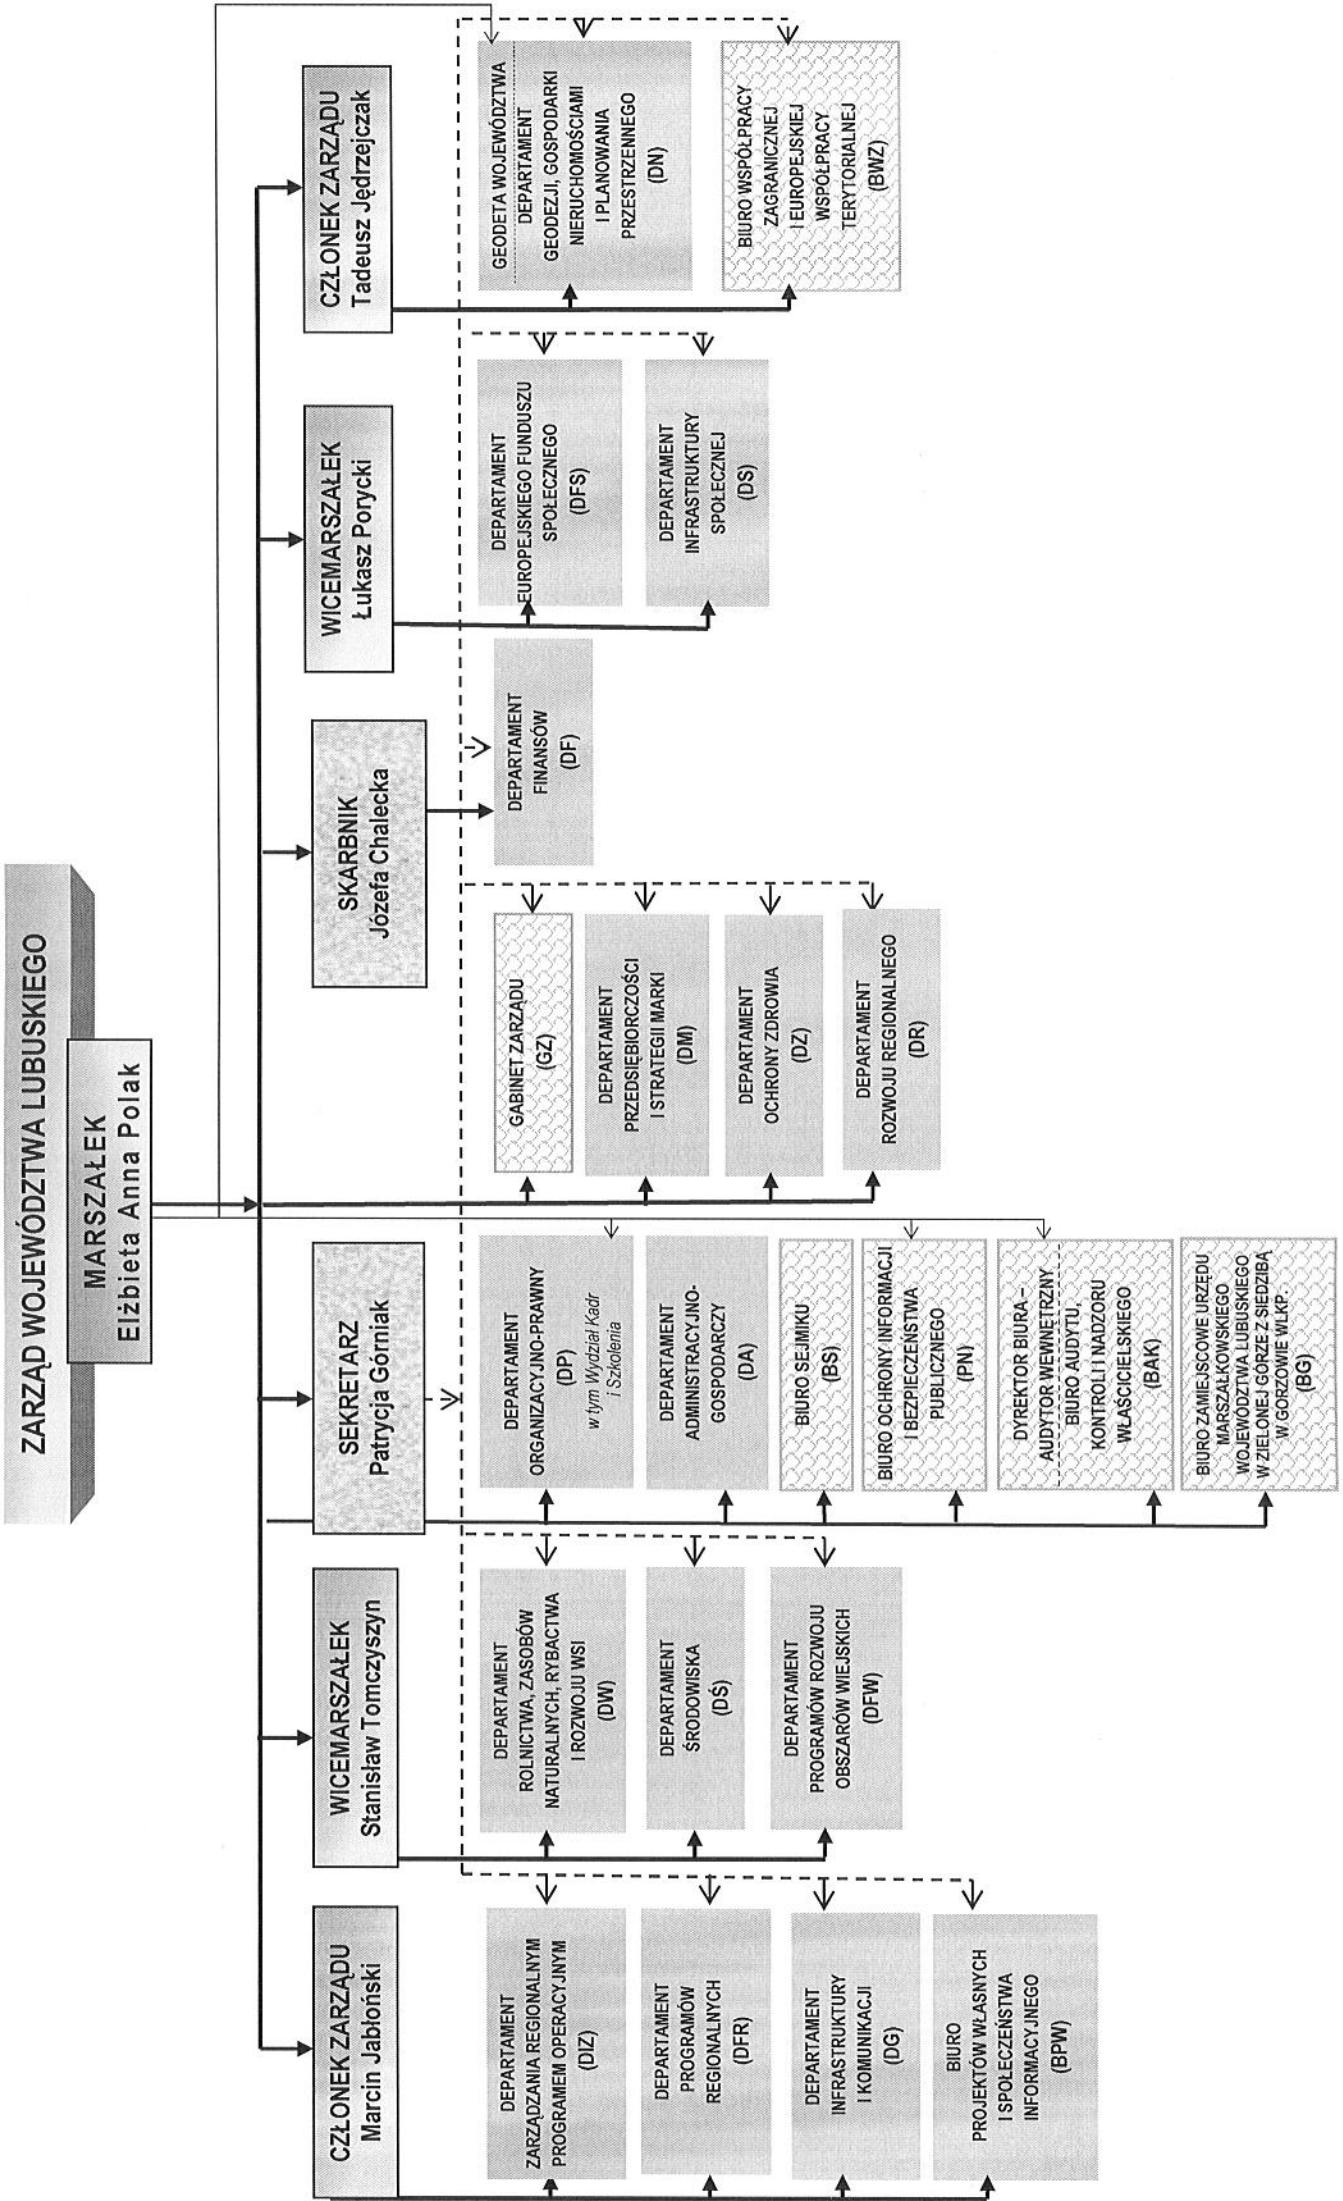 ZARZĄD WOJEWÓDZTWA LUBUSKIEGO
MARSZAŁEK
Elżbieta Anna Polak
CZŁONEK ZARZĄDU
Marcin Jabłoński
WICEMARSZAŁEK
Stanisław Tomczyszyn
SEKRETARZ
Patrycja Górniak
SKARBNIK
Józefa Chalecka
WICEMARSZAŁEK
Łukasz Porycki
CZŁONEK ZARZĄDU
Tadeusz Jędrzejczak
DEPARTAMENT
ZARZĄDZANIA REGIONALNYM
PROGRAMEM OPERACYJNYM
(DIZ)
DEPARTAMENT
PROGRAMÓW
REGIONALNYCH
(DFR)
DEPARTAMENT
INFRASTRUKTURY
I KOMUNIKACJI
(DG)
BIURO
PROJEKTÓW WŁASNYCH
I SPOŁECZEŃSTWA
INFORMACYJNEGO
(BPW)
DEPARTAMENT
ROLNICTWA, ZASOBÓW
NATURALNYCH, RYBACTWA
I ROZWOJU WSI
(DW)
DEPARTAMENT
ŚRODOWISKA
(DŚ)
DEPARTAMENT
PROGRAMÓW ROZWOJU
OBSZARÓW WIEJSKICH
(DFW)
DEPARTAMENT
ORGANIZACYJNO-PRAWNY
(DP)
w tym Wydział Kadr
i Szkolenia
DEPARTAMENT
ADMINISTRACYJNO-
GOSPODARCZY
(DA)
BIURO SEJMIKU
(BS)
BIURO OCHRONY INFORMACJI
I BEZPIECZEŃSTWA
PUBLICZNEGO
(PN)
DYREKTOR BIURA –
AUDYTOR WEWNĘTRZNY
BIURO AUDYTU,
KONTROLI I NADZORU
WŁAŚCICIELSKIEGO
(BAK)
BIURO ZAMIEJSCOWE URZĘDU
MARSZAŁKOWSKIEGO
WOJEWÓDZTWA LUBUSKIEGO
W ZIELONEJ GÓRZE Z SIEDZIBĄ
W GORZOWIE WLKP.
(BG)
GABINET ZARZĄDU
(GZ)
DEPARTAMENT
PRZEDSIĘBIORCZOŚCI
I STRATEGII MARKI
(DM)
DEPARTAMENT
OCHRONY ZDROWIA
(DZ)
DEPARTAMENT
ROZWOJU REGIONALNEGO
(DR)
DEPARTAMENT
FINANSÓW
(DF)
DEPARTAMENT
EUROPEJSKIEGO FUNDUSZU
SPOŁECZNEGO
(DFS)
DEPARTAMENT
INFRASTRUKTURY
SPOŁECZNEJ
(DS)
GEODETA WOJEWÓDZTWA
DEPARTAMENT
GEODEZJI, GOSPODARKI
NIERUCHOMOŚCIAMI
I PLANOWANIA
PRZESTRZENNEGO
(DN)
BIURO WSPÓŁPRACY
ZAGRANICZNEJ
I EUROPEJSKIEJ
WSPÓŁPRACY
TERYTORIALNEJ
(BWZ)